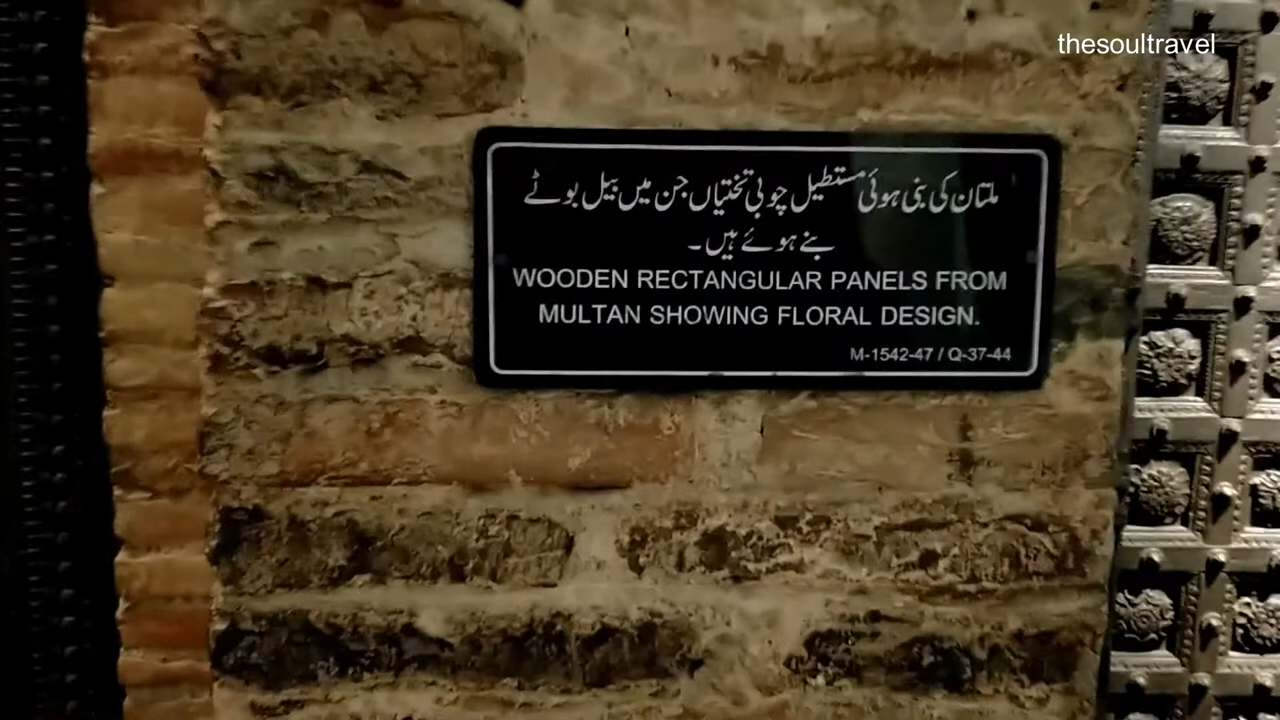 thesoultravel
ملتان کی بنی ہوئی مستطیل چوبی تختیاں جن میں بیل بوٹے
بنے ہوئے ہیں۔
WOODEN RECTANGULAR PANELS FROM
MULTAN SHOWING FLORAL DESIGN.
M-1542-47 / Q-37-44